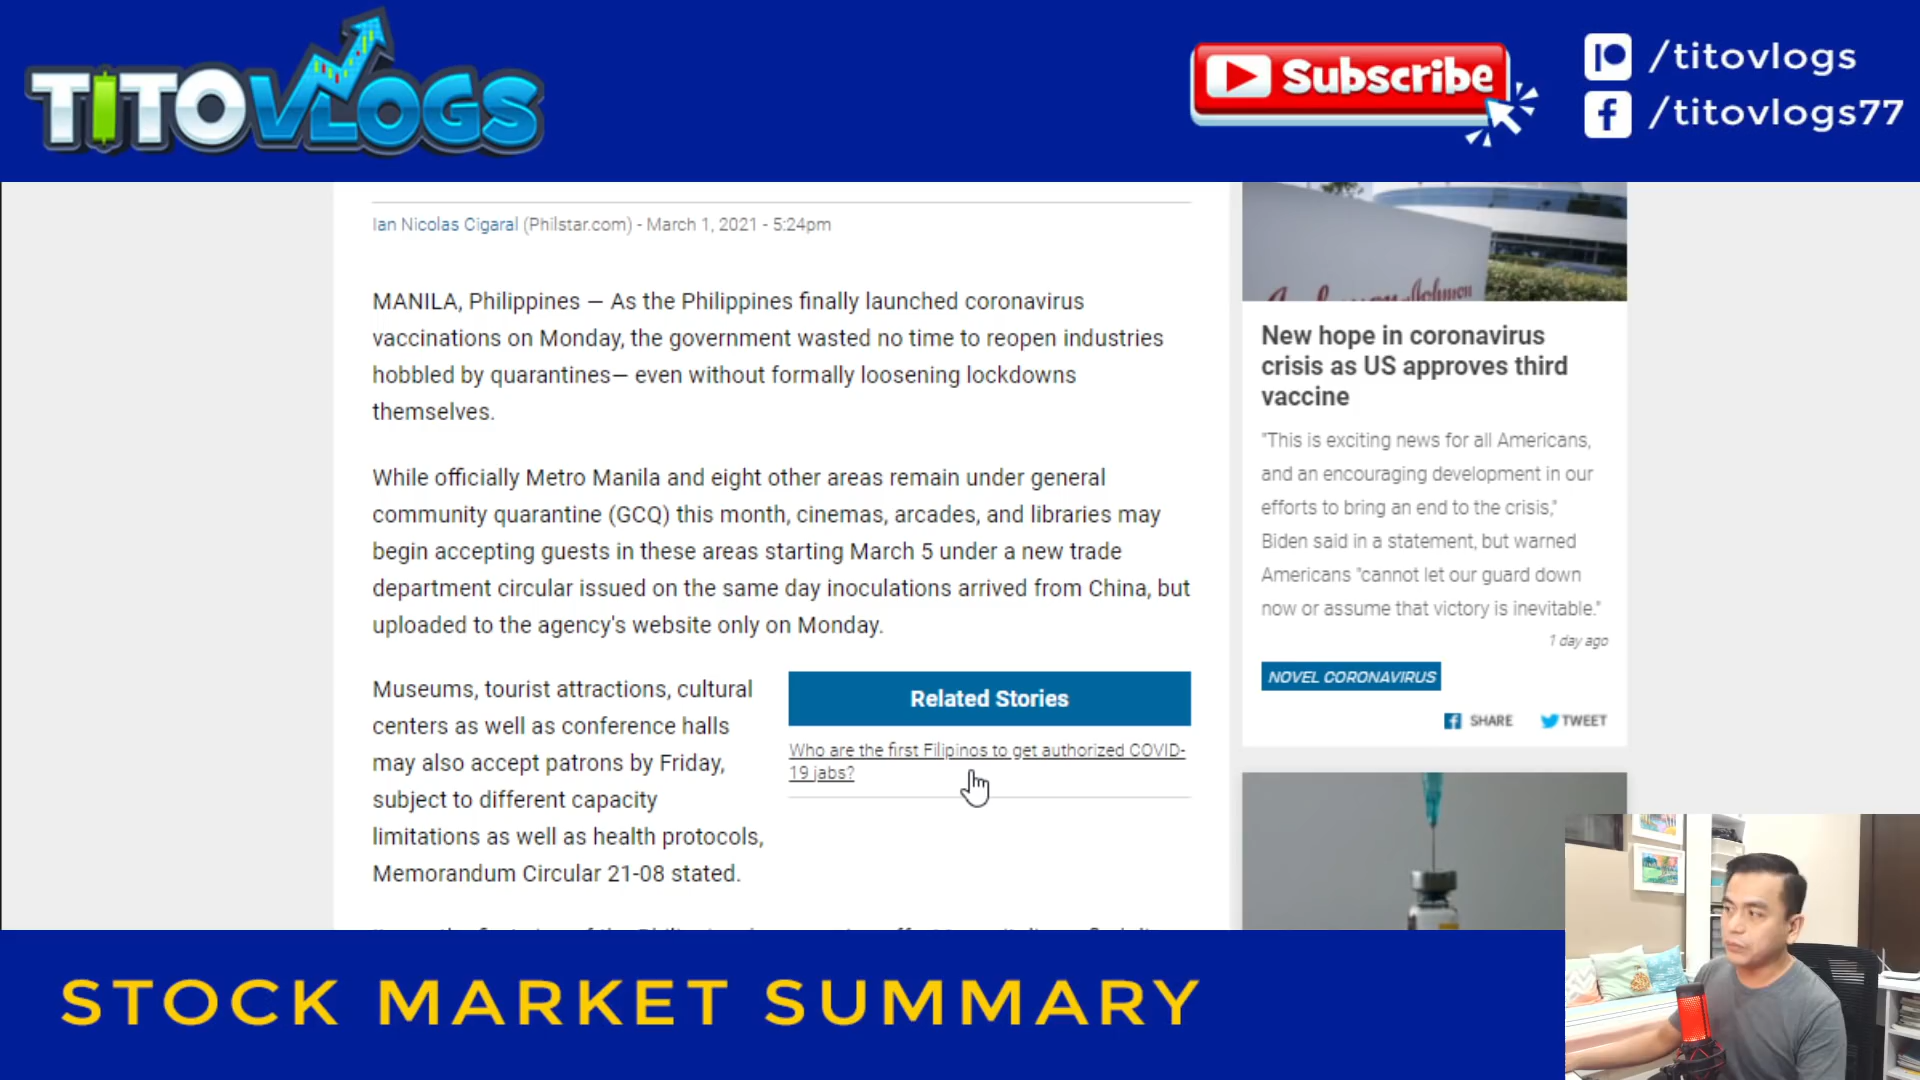 TiTOVLOGS
Subscribe
/titovlogs
/titovlogs77
Ian Nicolas Cigaral (Philstar.com) - March 1, 2021 - 5:24pm
MANILA, Philippines — As the Philippines finally launched coronavirus
vaccinations on Monday, the government wasted no time to reopen industries
hobbled by quarantines— even without formally loosening lockdowns
themselves.
While officially Metro Manila and eight other areas remain under general
community quarantine (GCQ) this month, cinemas, arcades, and libraries may
begin accepting guests in these areas starting March 5 under a new trade
department circular issued on the same day inoculations arrived from China, but
uploaded to the agency's website only on Monday.
Museums, tourist attractions, cultural
centers as well as conference halls
may also accept patrons by Friday,
subject to different capacity
limitations as well as health protocols,
Memorandum Circular 21-08 stated.
Related Stories
Who are the first Filipinos to get authorized COVID-
19 jabs?
New hope in coronavirus
crisis as US approves third
vaccine
"This is exciting news for all Americans,
and an encouraging development in our
efforts to bring an end to the crisis,"
Biden said in a statement, but warned
Americans "cannot let our guard down
now or assume that victory is inevitable."
1 day ago
NOVEL CORONAVIRUS
SHARE
TWEET
STOCK MARKET SUMMARY